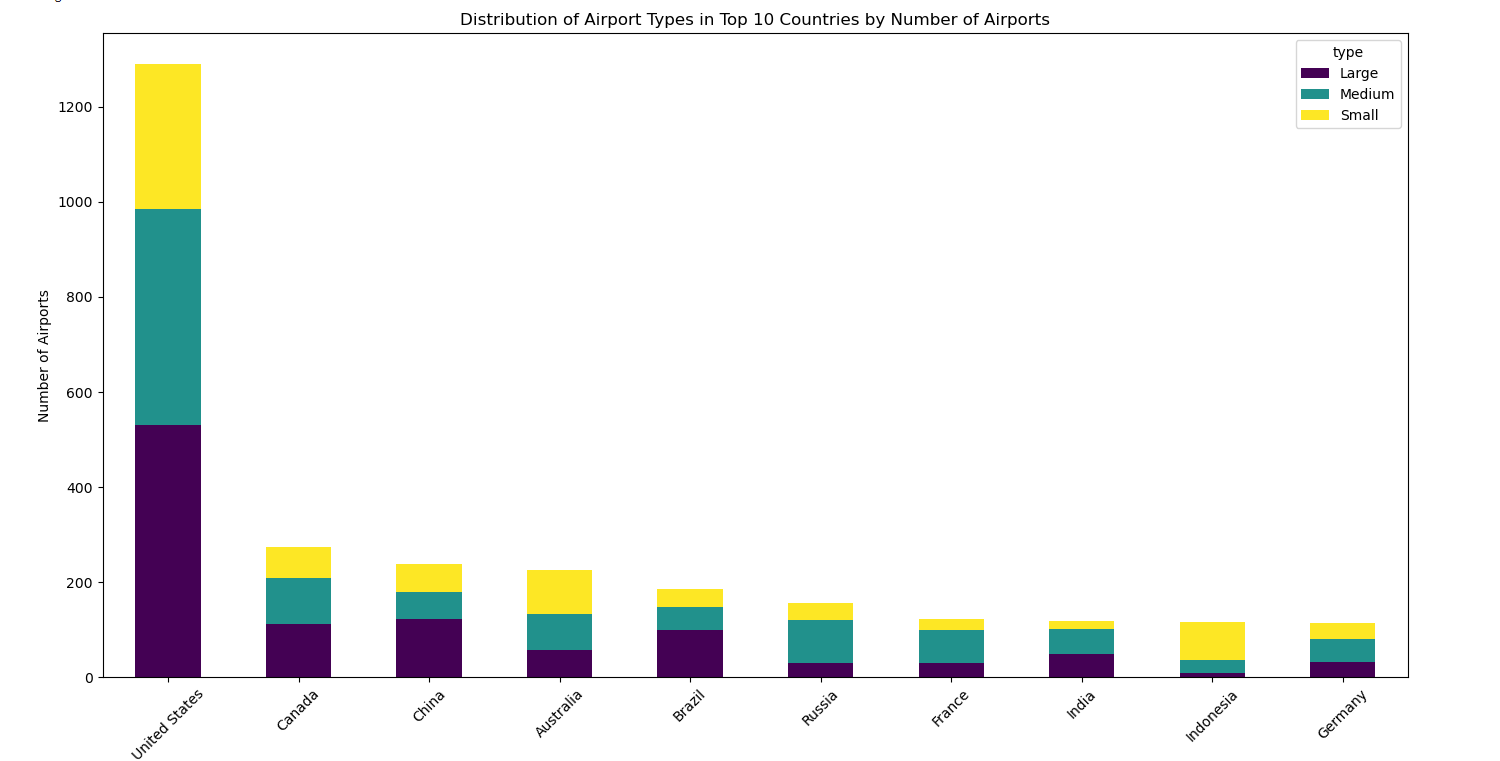 Distribution of Airport Types in Top 10 Countries by Number of Airports
type
Large
Medium
Small
Number of Airports
1200
1000
800
600
400
200
0
United States
Canada
China
Australia
Brazil
Russia
France
India
Indonesia
Germany